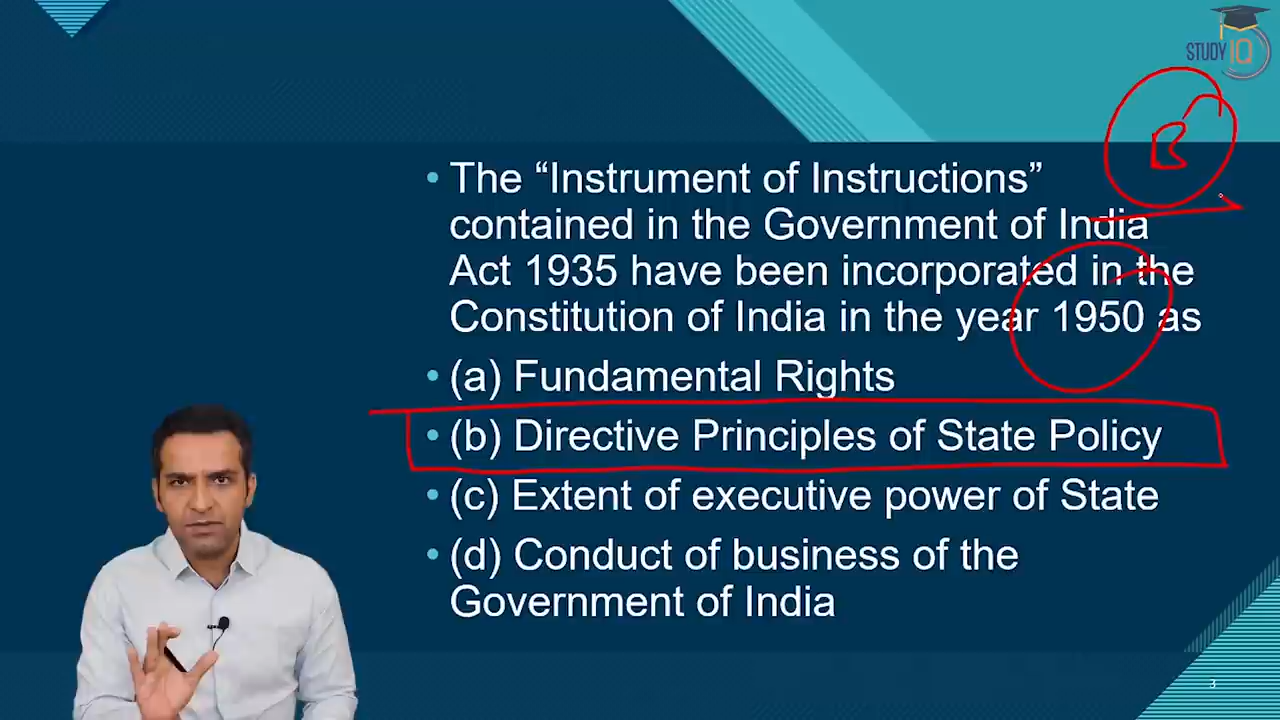 STUDY IQ
B
• The “Instrument of Instructions”
contained in the Government of India
Act 1935 have been incorporated in the
Constitution of India in the year 1950 as
• (a) Fundamental Rights
• (b) Directive Principles of State Policy
• (c) Extent of executive power of State
• (d) Conduct of business of the
Government of India
3